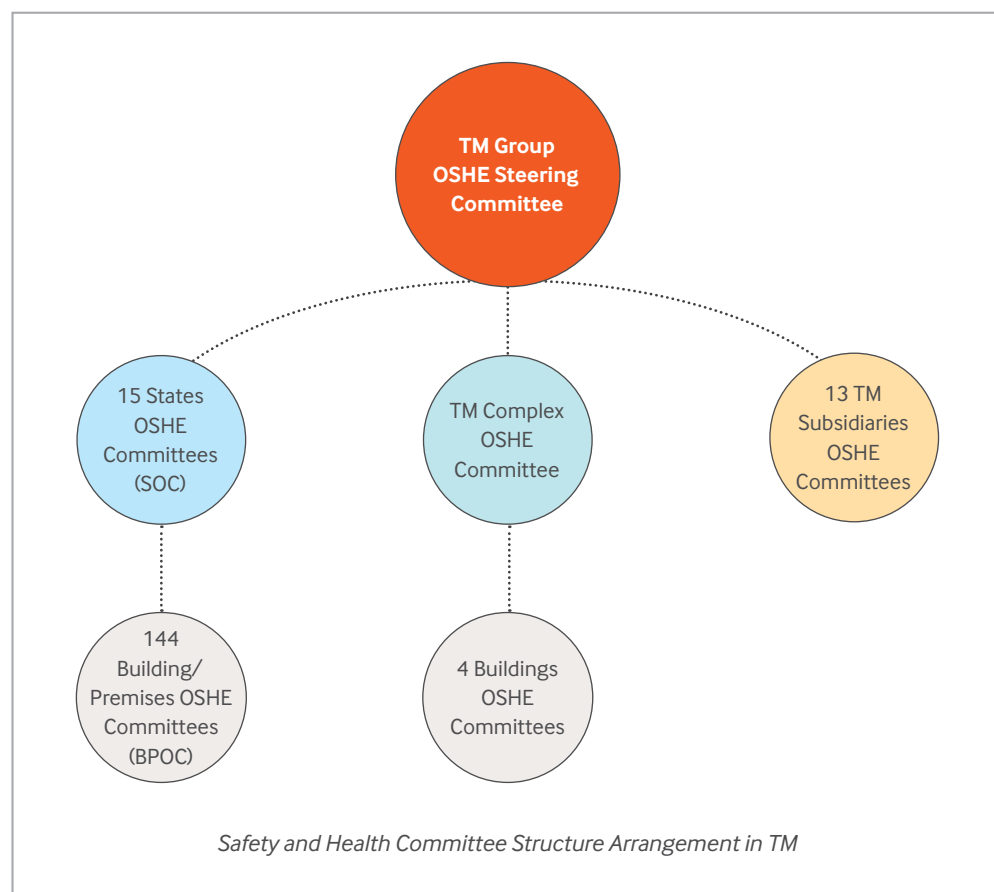 TM Group
OSHE Steering
Committee
15 States
OSHE
Committees
(SOC)
TM Complex
OSHE
Committee
13 TM
Subsidiaries
OSHE
Committees
144
Building/
Premises OSHE
Committees
(BPOC)
4 Buildings
OSHE
Committees
Safety and Health Committee Structure Arrangement in TM